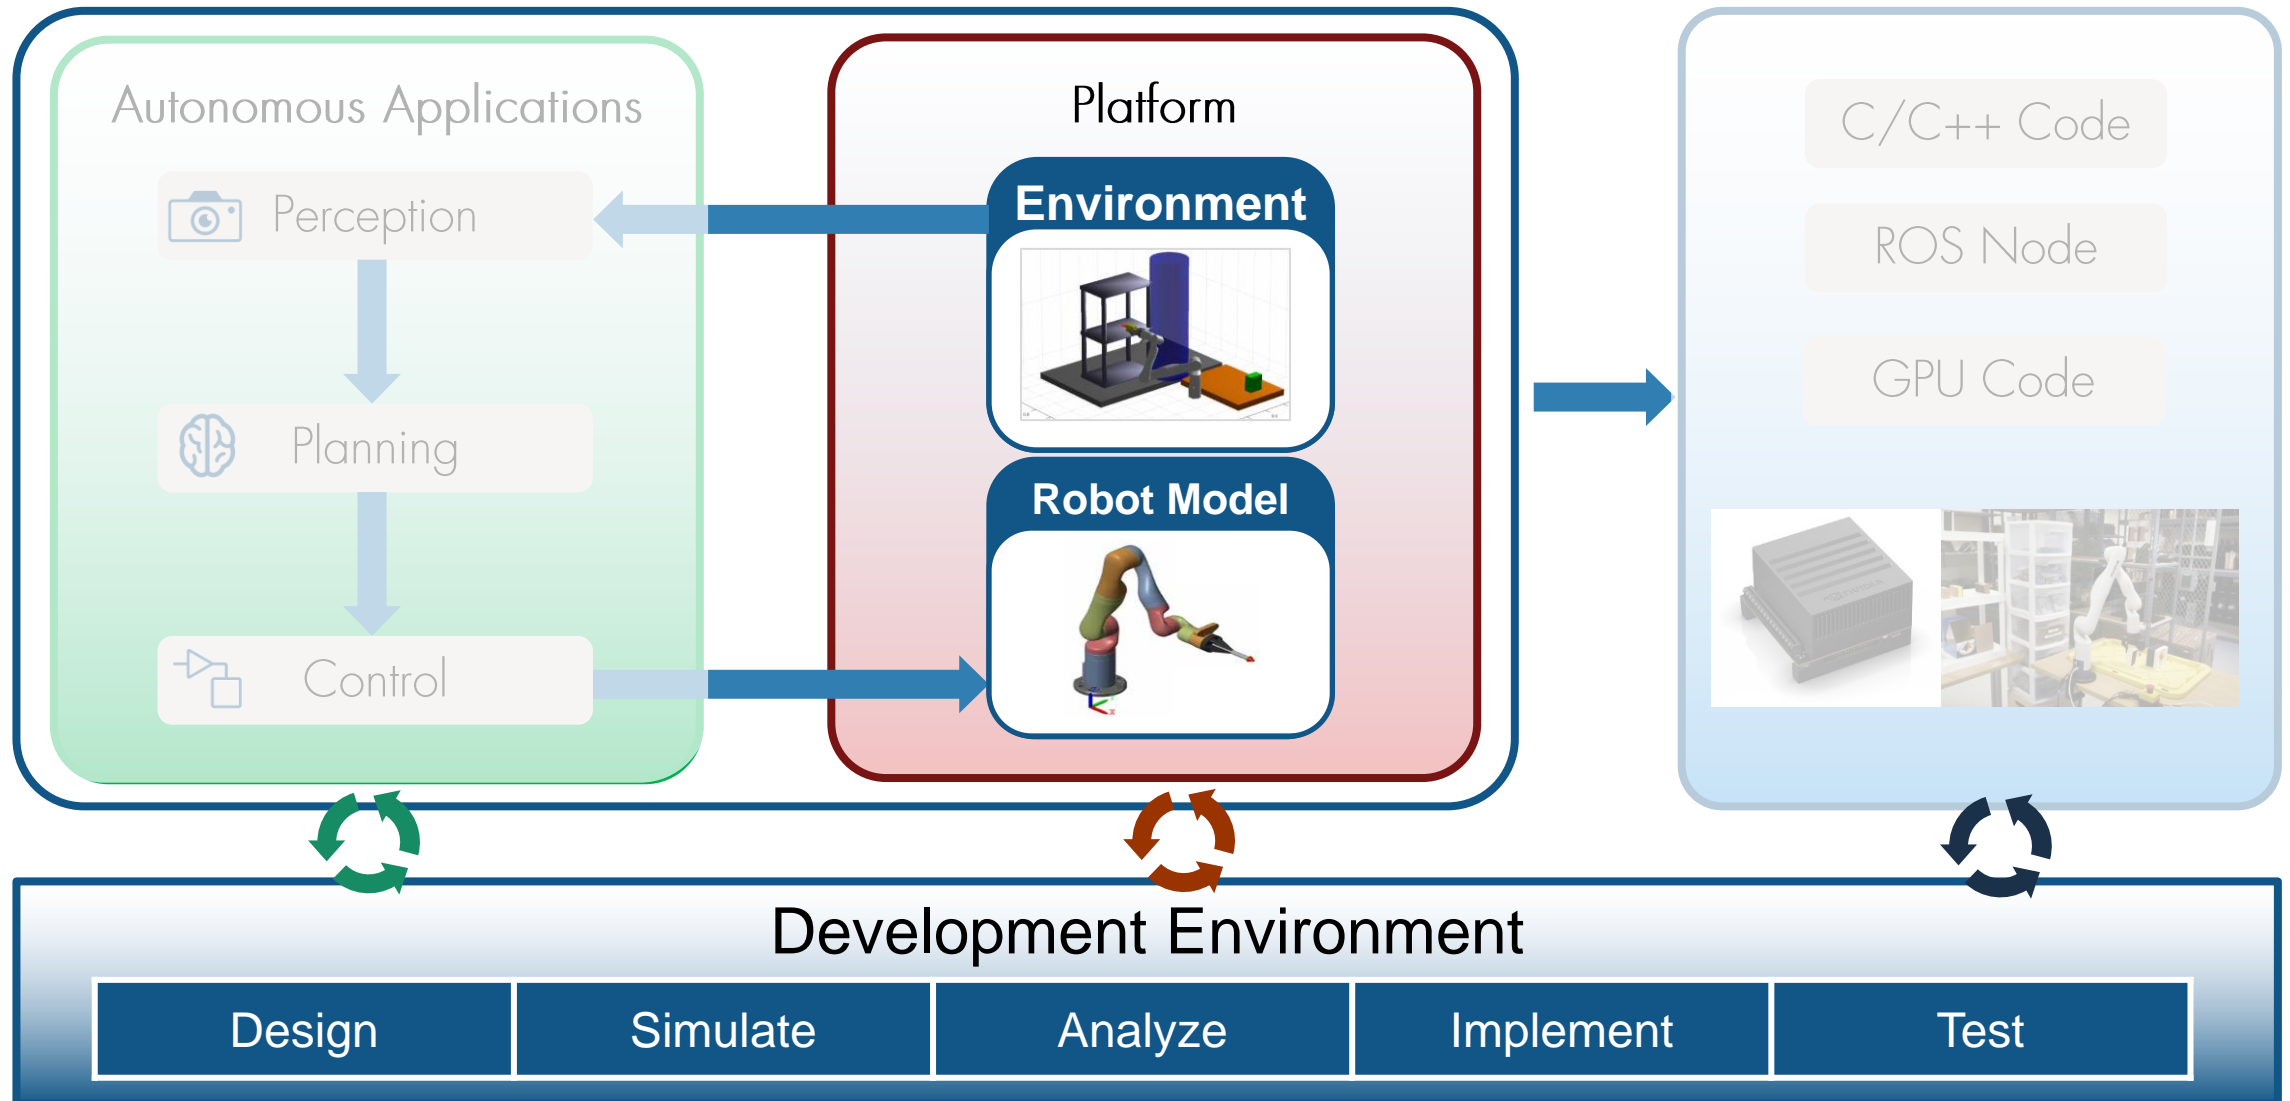 Autonomous Applications
Perception
Planning
Control
Platform
Environment
Robot Model
C/C++ Code
ROS Node
GPU Code
NVIDIA
Development Environment
Design
Simulate
Analyze
Implement
Test